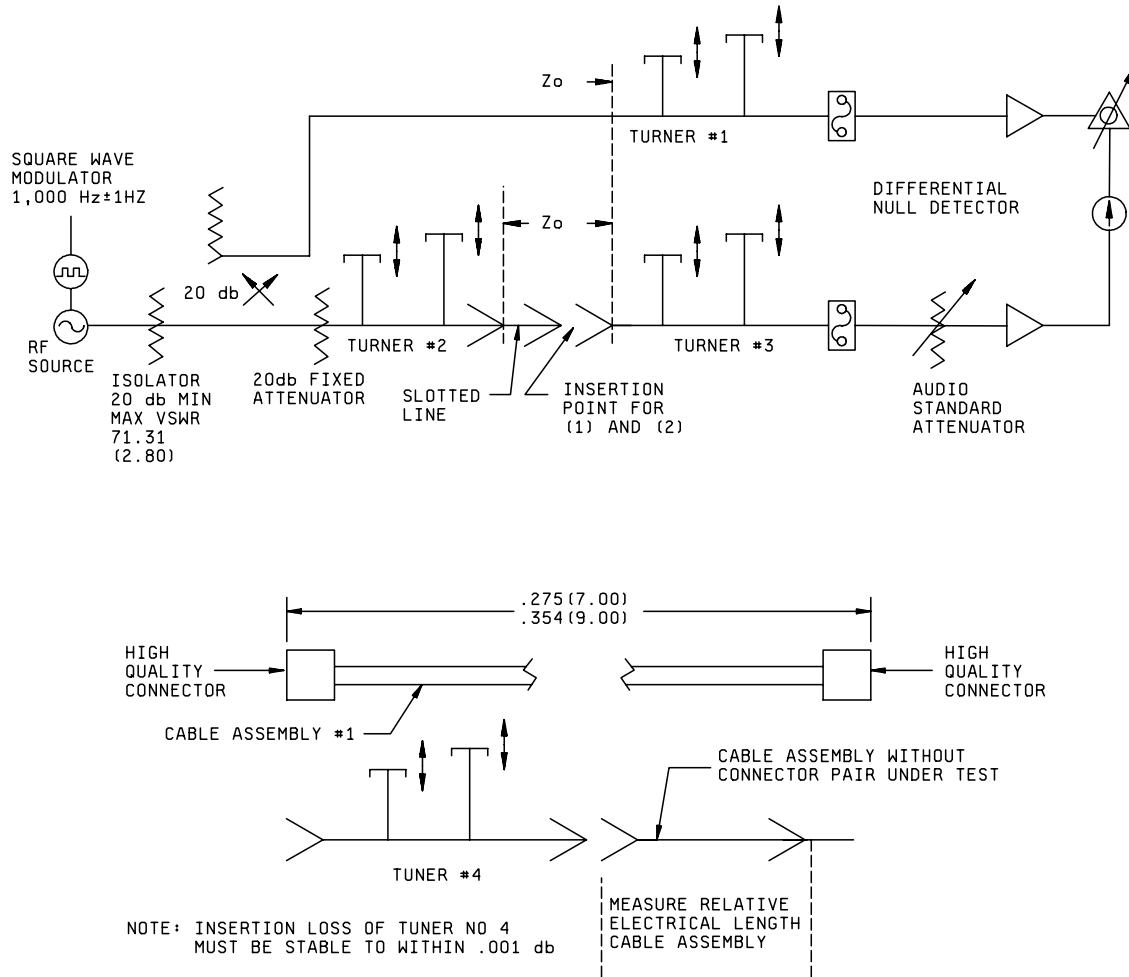 Zo
TURNER #1
SQUARE WAVE
MODULATOR
1,000 Hz±1HZ
DIFFERENTIAL
NULL DETECTOR
Zo
20 db
RF
SOURCE
TURNER #2
TURNER #3
ISOLATOR
20 db MIN
MAX VSWR
71.31
(2.80)
20db FIXED
ATTENUATOR
SLOTTED
LINE
INSERTION
POINT FOR
(1) AND (2)
AUDIO
STANDARD
ATTENUATOR
.275(7.00)
.354(9.00)
HIGH
QUALITY
CONNECTOR
HIGH
QUALITY
CONNECTOR
CABLE ASSEMBLY #1
CABLE ASSEMBLY WITHOUT
CONNECTOR PAIR UNDER TEST
TUNER #4
MEASURE RELATIVE
ELECTRICAL LENGTH
CABLE ASSEMBLY
NOTE: INSERTION LOSS OF TUNER NO 4
MUST BE STABLE TO WITHIN .001 db